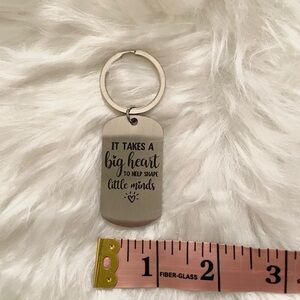 IT TAKES A
big heart
TO HELP SHAPE
little minds
1 FIBER-GLASS 2 3